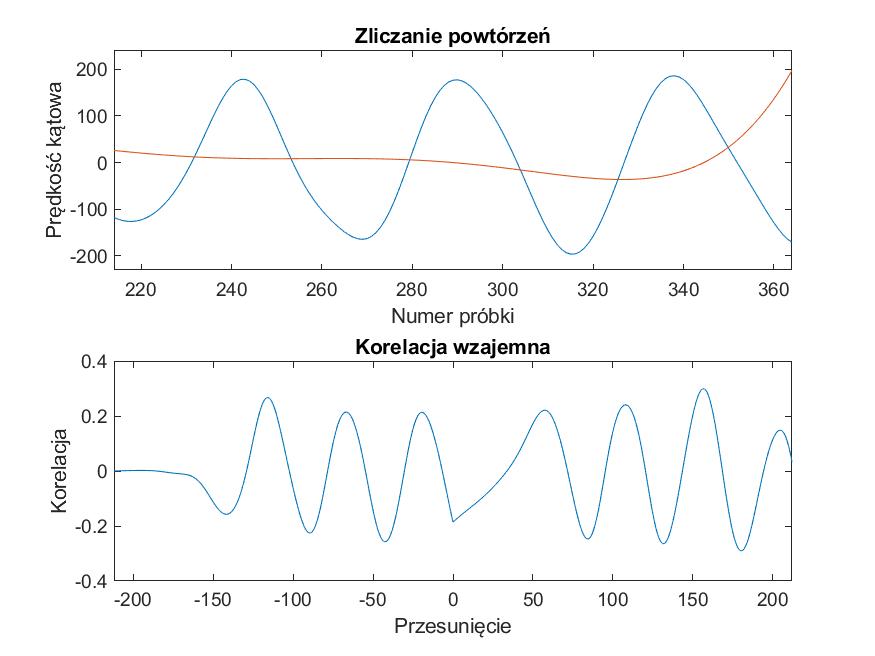 Zliczanie powtórzeń
200
100
0
-100
-200
Prędkość kątowa
220 240 260 280 300 320 340 360
Numer próbki
Korelacja wzajemna
0.4
0.2
0
-0.2
-0.4
Korelacja
-200 -150 -100 -50 0 50 100 150 200
Przesunięcie